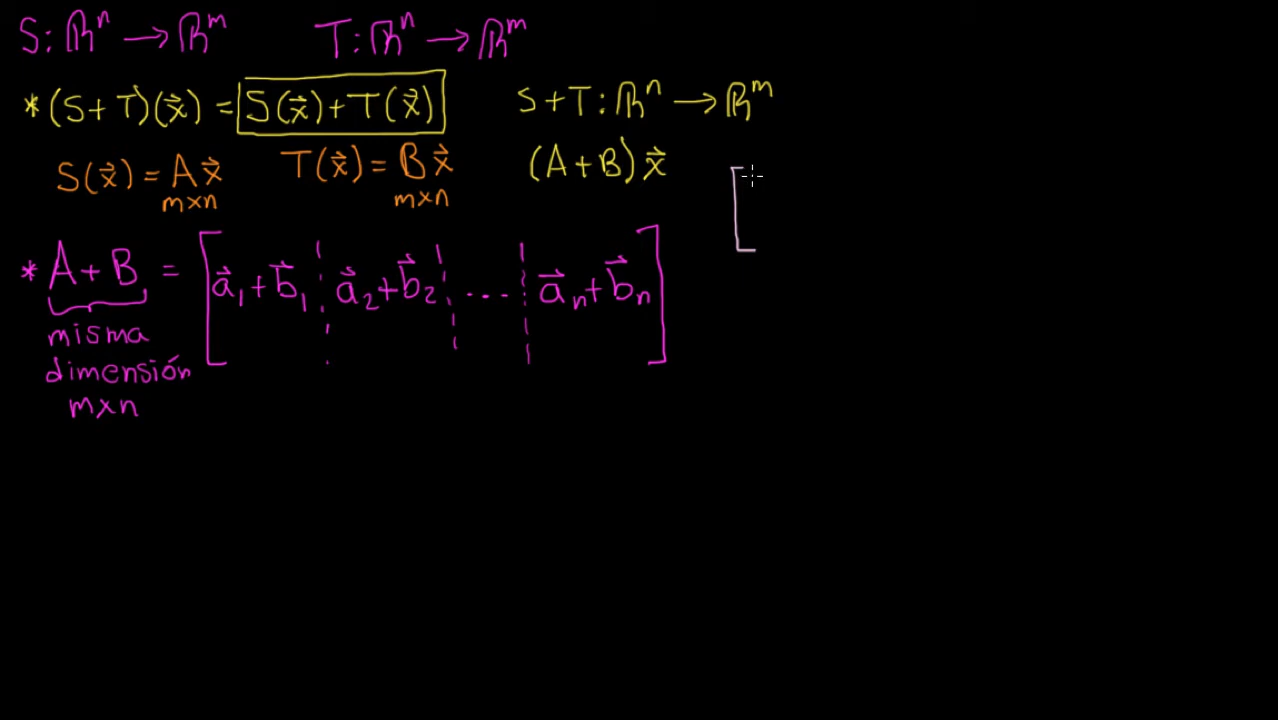 S: ℝⁿ → ℝᵐ T: ℝⁿ → ℝᵐ
*(S+T)(x⃗) = S(x⃗)+T(x⃗) S+T: ℝⁿ → ℝᵐ
S(x⃗) = Ax⃗ T(x⃗) = Bx⃗ (A+B)x⃗
m×n m×n
* A+B = [a⃗₁+b⃗₁ ¦ a⃗₂+b⃗₂ ¦ ... ¦ a⃗ₙ+b⃗ₙ] [
misma
dimensión
m×n